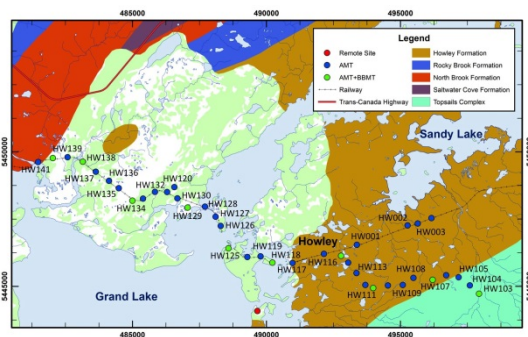 485000 490000 495000
Legend
Remote Site
AMT
AMT+BBMT
Railway
Trans-Canada Highway
Howley Formation
Rocky Brook Formation
North Brook Formation
Saltwater Cove Formation
Topsails Complex
Sandy Lake
5450000
HW139
HW138
HW141
HW137
HW136
HW135
HW132
HW120
HW134
HW130
HW129
HW128
HW127
HW126
HW002
HW003
Howley
HW001
HW125
HW119
HW118
HW117
HW116
HW113
HW108
HW105
HW111
HW109
HW107
HW104
HW103
5445000
Grand Lake
485000 490000 495000